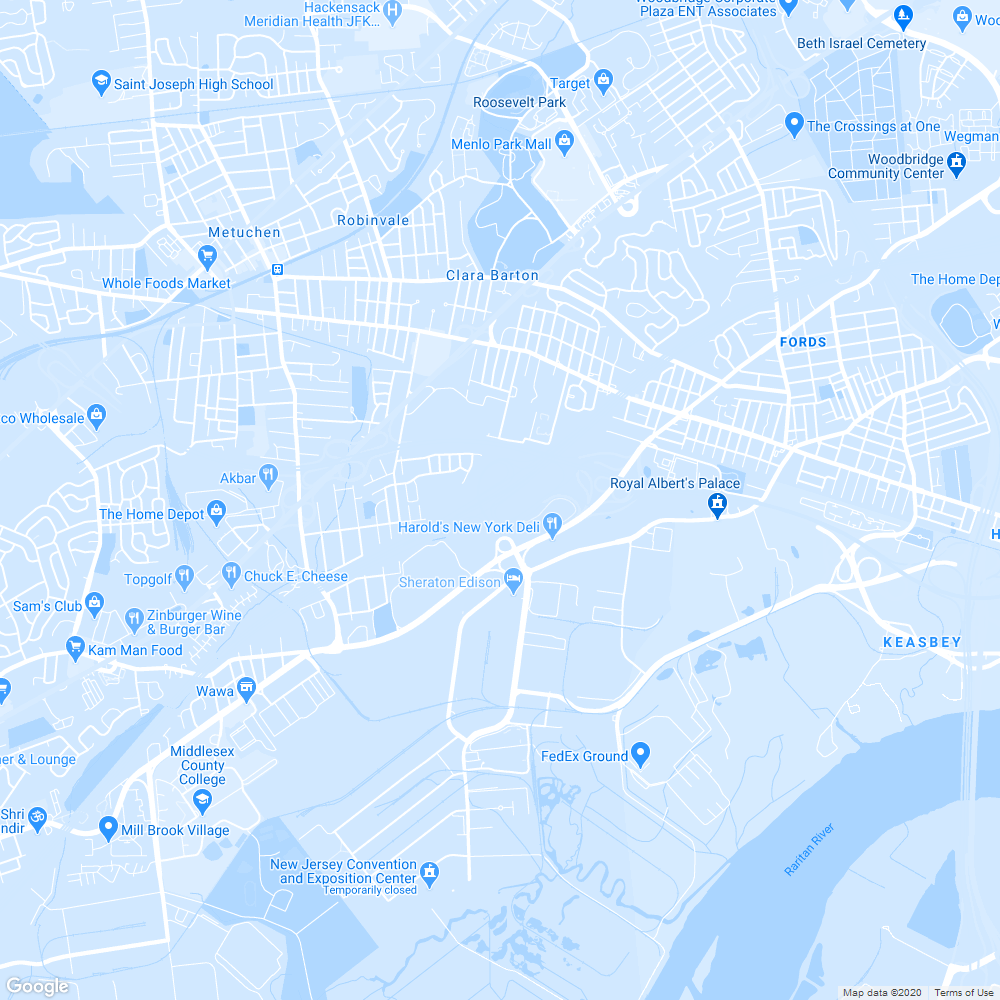 Hackensack
Meridian Health JFK...
Woodbridge Corporate
Plaza ENT Associates
Beth Israel Cemetery
Woo
Saint Joseph High School
Target
Roosevelt Park
The Crossings at One
Wegman
Menlo Park Mall
Woodbridge
Community Center
Robinvale
Metuchen
Clara Barton
Whole Foods Market
The Home Depot
W
FORDS
co Wholesale
Akbar
Royal Albert's Palace
The Home Depot
Harold's New York Deli
H
Topgolf
Chuck E. Cheese
Sheraton Edison
Sam's Club
Zinburger Wine
& Burger Bar
Kam Man Food
KEASBEY
Wawa
Middlesex
County
College
FedEx Ground
ner & Lounge
Shri
ndir
Mill Brook Village
Raritan River
New Jersey Convention
and Exposition Center
Temporarily closed
Google
Map data ©2020
Terms of Use